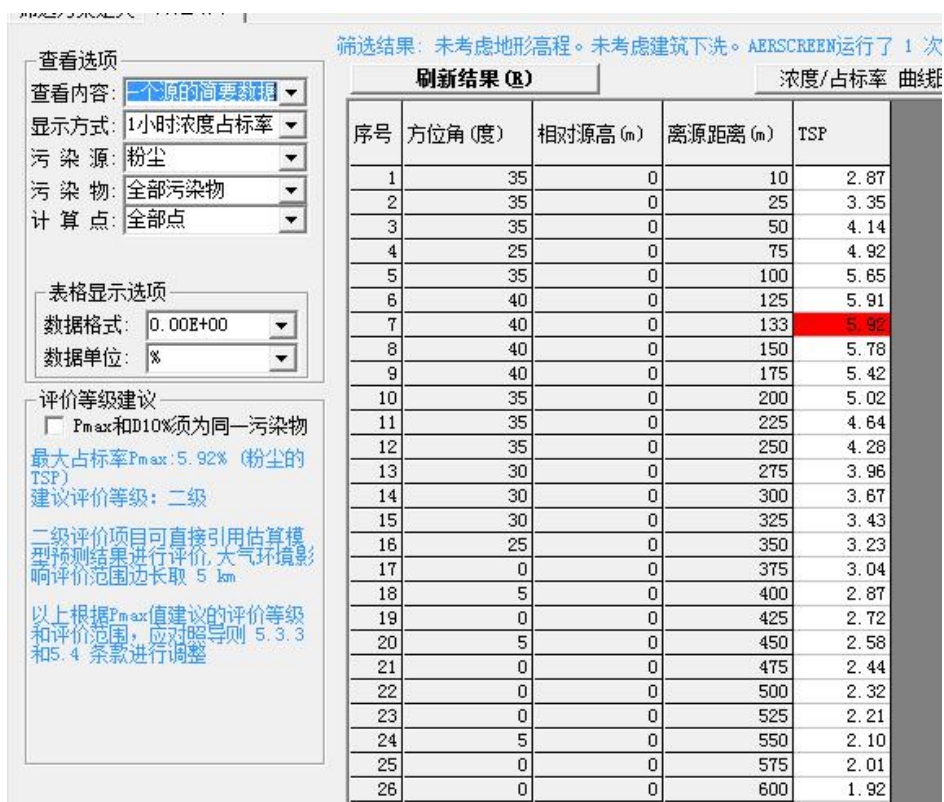 筛选结果: 未考虑地形高程。未考虑建筑下洗。AERSCREEN运行了 1 次
查看选项
查看内容: 一个源的简要数据
显示方式: 1小时浓度占标率
污 染 源: 粉尘
污 染 物: 全部污染物
计 算 点: 全部点
表格显示选项
数据格式: 0.00E+00
数据单位: %
评价等级建议
Pmax和D10%须为同一污染物
最大占标率Pmax:5.92% (粉尘的
TSP)
建议评价等级: 二级
二级评价项目可直接引用估算模
型预测结果进行评价,大气环境影
响评价范围边长取 5 km
以上根据Pmax值建议的评价等级
和评价范围,应对照导则 5.3.3
和5.4 条款进行调整
刷新结果(R)
浓度/占标率 曲线
序号 方位角(度) 相对源高(m) 离源距离(m) TSP
1 35 0 10 2.87
2 35 0 25 3.35
3 35 0 50 4.14
4 25 0 75 4.92
5 35 0 100 5.65
6 40 0 125 5.91
7 40 0 133 5.92
8 40 0 150 5.78
9 40 0 175 5.42
10 35 0 200 5.02
11 35 0 225 4.64
12 35 0 250 4.28
13 30 0 275 3.96
14 30 0 300 3.67
15 30 0 325 3.43
16 25 0 350 3.23
17 0 0 375 3.04
18 5 0 400 2.87
19 0 0 425 2.72
20 5 0 450 2.58
21 0 0 475 2.44
22 0 0 500 2.32
23 0 0 525 2.21
24 5 0 550 2.10
25 0 0 575 2.01
26 0 0 600 1.92